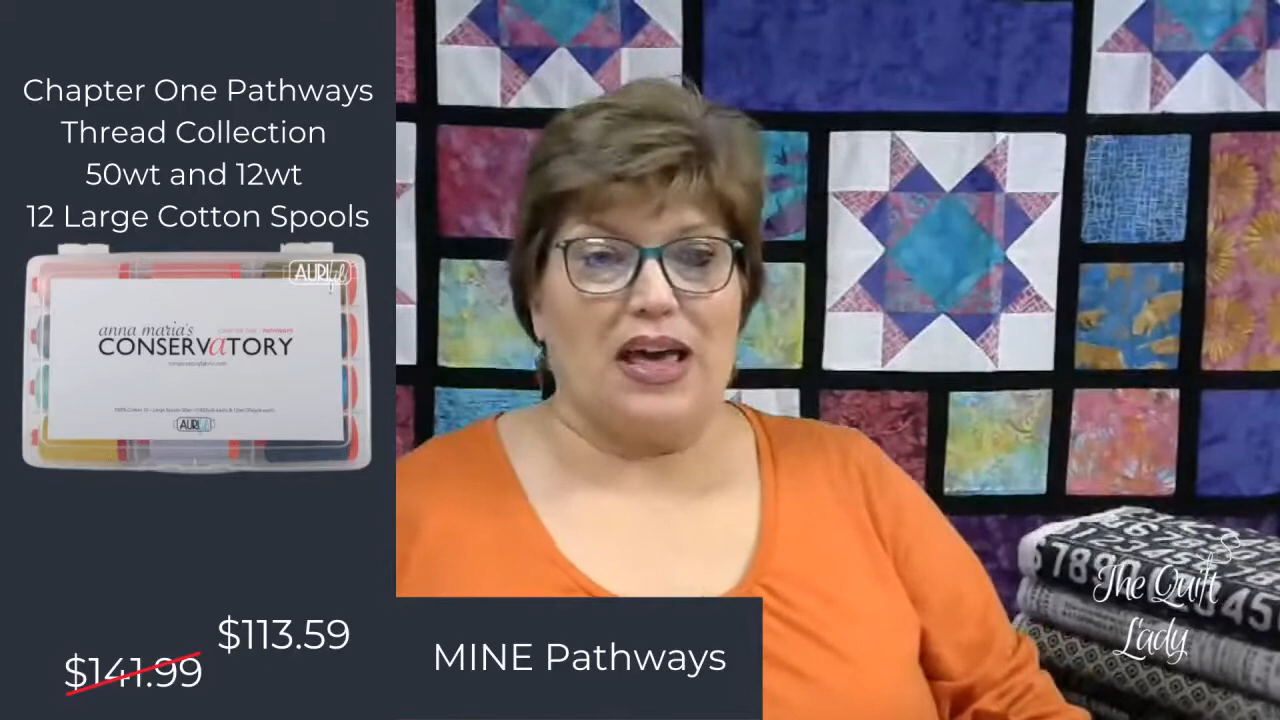 Chapter One Pathways
Thread Collection
50wt and 12wt
12 Large Cotton Spools
AURIfil
anna maria's
CONSERVATORY
AURIfil
$113.59
$141.99
MINE Pathways
The Quilt
Lady